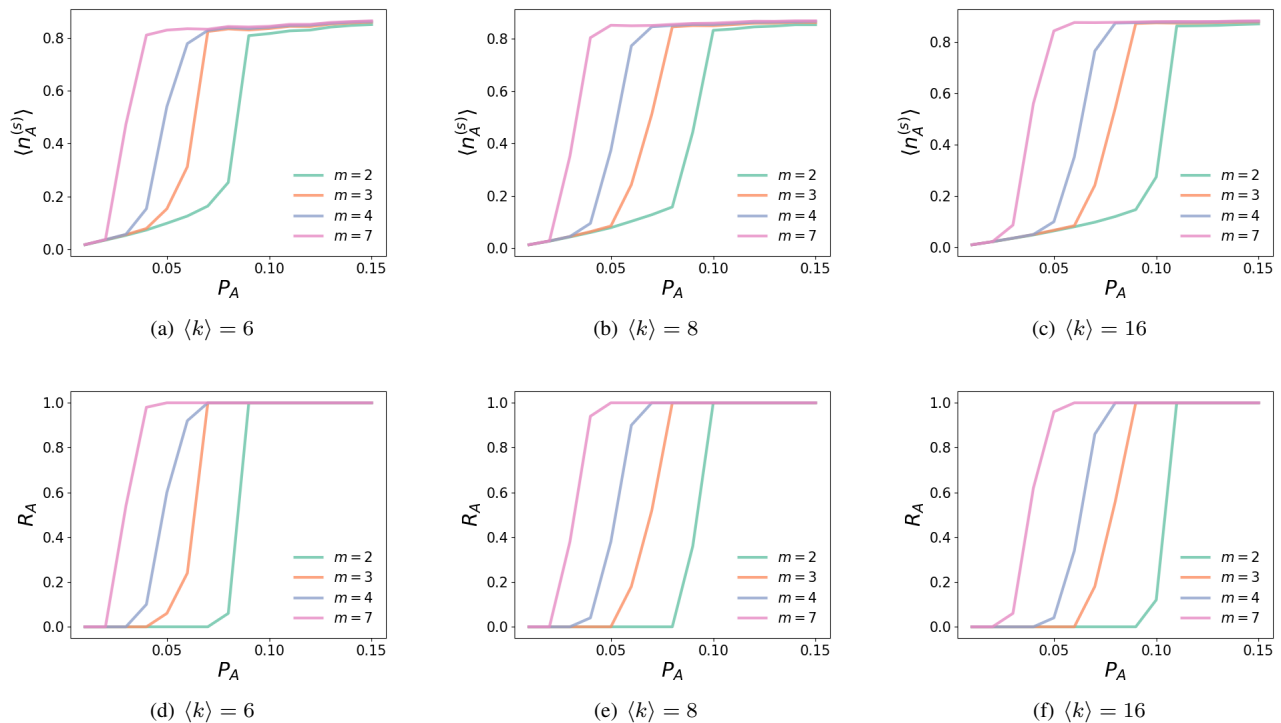 0.8
0.6
0.4
0.2
0.0
⟨n_A^{(s)}⟩
m = 2
m = 3
m = 4
m = 7
0.05 0.10 0.15
P_A
(a) ⟨k⟩ = 6
0.8
0.6
0.4
0.2
0.0
⟨n_A^{(s)}⟩
m = 2
m = 3
m = 4
m = 7
0.05 0.10 0.15
P_A
(b) ⟨k⟩ = 8
0.8
0.6
0.4
0.2
0.0
⟨n_A^{(s)}⟩
m = 2
m = 3
m = 4
m = 7
0.05 0.10 0.15
P_A
(c) ⟨k⟩ = 16
1.0
0.8
0.6
0.4
0.2
0.0
R_A
m = 2
m = 3
m = 4
m = 7
0.05 0.10 0.15
P_A
(d) ⟨k⟩ = 6
1.0
0.8
0.6
0.4
0.2
0.0
R_A
m = 2
m = 3
m = 4
m = 7
0.05 0.10 0.15
P_A
(e) ⟨k⟩ = 8
1.0
0.8
0.6
0.4
0.2
0.0
R_A
m = 2
m = 3
m = 4
m = 7
0.05 0.10 0.15
P_A
(f) ⟨k⟩ = 16